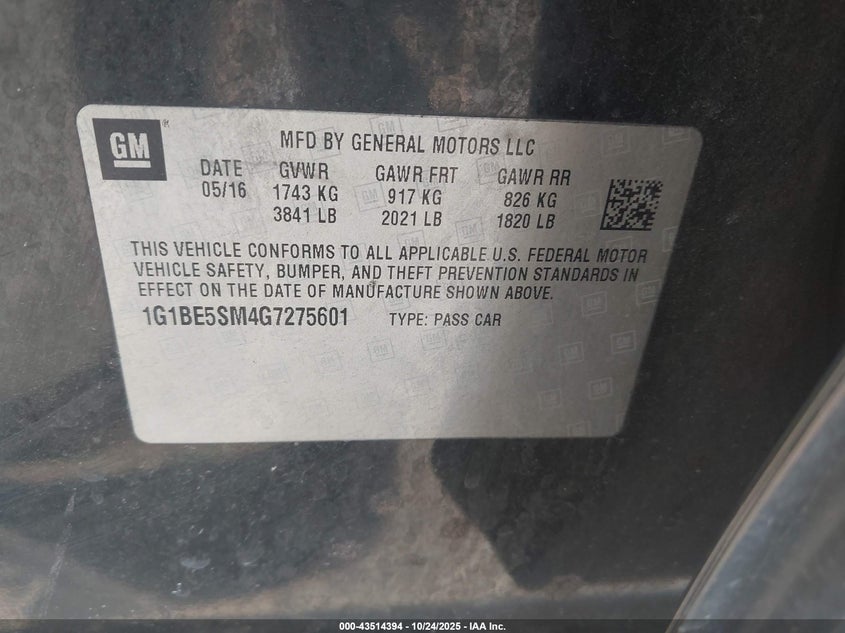 GM ®
MFD BY GENERAL MOTORS LLC
DATE GVWR GAWR FRT GAWR RR
05/16 1743 KG 917 KG 826 KG
3841 LB 2021 LB 1820 LB
THIS VEHICLE CONFORMS TO ALL APPLICABLE U.S. FEDERAL MOTOR
VEHICLE SAFETY, BUMPER, AND THEFT PREVENTION STANDARDS IN
EFFECT ON THE DATE OF MANUFACTURE SHOWN ABOVE.
1G1BE5SM4G7275601 TYPE: PASS CAR
000-43514394 - 10/24/2025 - IAA Inc.